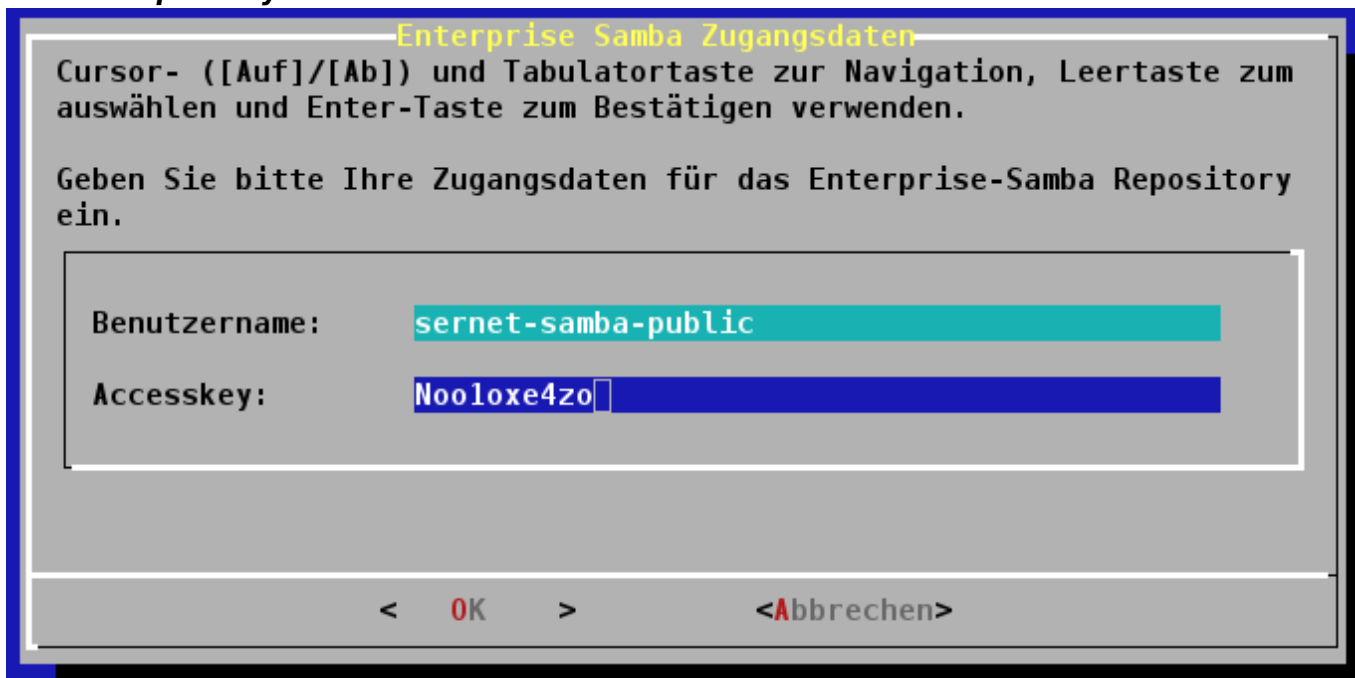 Enterprise Samba Zugangsdaten
Cursor- ([Auf]/[Ab]) und Tabulatortaste zur Navigation, Leertaste zum
auswählen und Enter-Taste zum Bestätigen verwenden.
Geben Sie bitte Ihre Zugangsdaten für das Enterprise-Samba Repository
ein.
Benutzername: sernet-samba-public
Accesskey: Noo1oxe4zo
< OK > <Abbrechen>